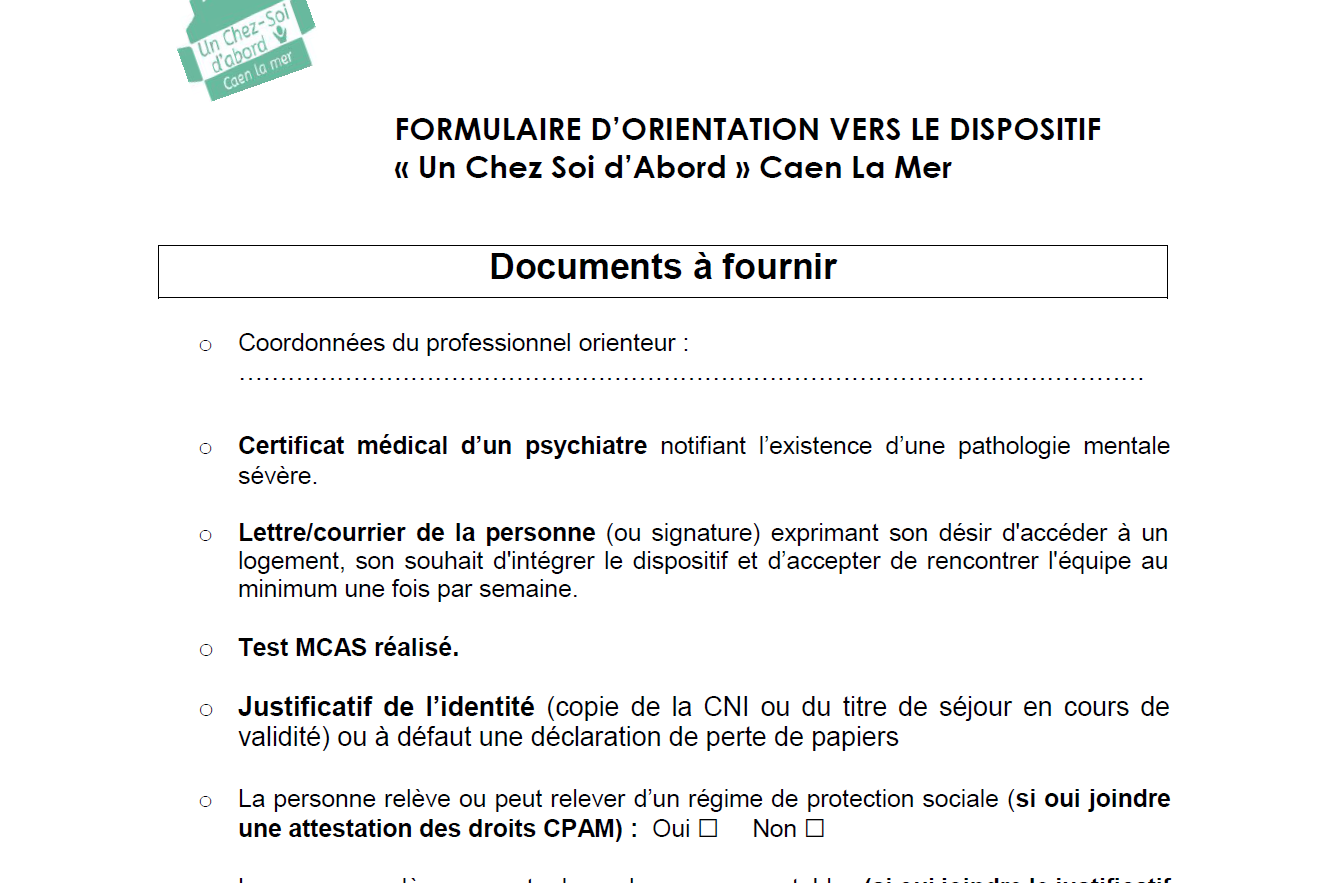 Un Chez-Soi
d'abord
Caen la mer
FORMULAIRE D’ORIENTATION VERS LE DISPOSITIF
« Un Chez Soi d’Abord » Caen La Mer
Documents à fournir
○ Coordonnées du professionnel orienteur :
………………………………………………………………………………………………
○ Certificat médical d’un psychiatre notifiant l’existence d’une pathologie mentale
sévère.
○ Lettre/courrier de la personne (ou signature) exprimant son désir d'accéder à un
logement, son souhait d'intégrer le dispositif et d’accepter de rencontrer l'équipe au
minimum une fois par semaine.
○ Test MCAS réalisé.
○ Justificatif de l’identité (copie de la CNI ou du titre de séjour en cours de
validité) ou à défaut une déclaration de perte de papiers
○ La personne relève ou peut relever d’un régime de protection sociale (si oui joindre
une attestation des droits CPAM) : Oui ☐ Non ☐
(si oui joindre le justificatif